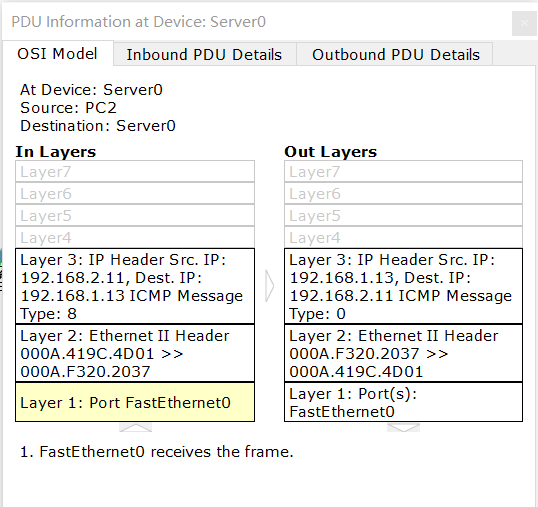 PDU Information at Device: Server0
×
OSI Model
Inbound PDU Details
Outbound PDU Details
At Device: Server0
Source: PC2
Destination: Server0
In Layers
Layer7
Layer6
Layer5
Layer4
Layer 3: IP Header Src. IP:
192.168.2.11, Dest. IP:
192.168.1.13 ICMP Message
Type: 8
Layer 2: Ethernet II Header
000A.419C.4D01 >>
000A.F320.2037
Layer 1: Port FastEthernet0
Out Layers
Layer7
Layer6
Layer5
Layer4
Layer 3: IP Header Src. IP:
192.168.1.13, Dest. IP:
192.168.2.11 ICMP Message
Type: 0
Layer 2: Ethernet II Header
000A.F320.2037 >>
000A.419C.4D01
Layer 1: Port(s):
FastEthernet0
1. FastEthernet0 receives the frame.